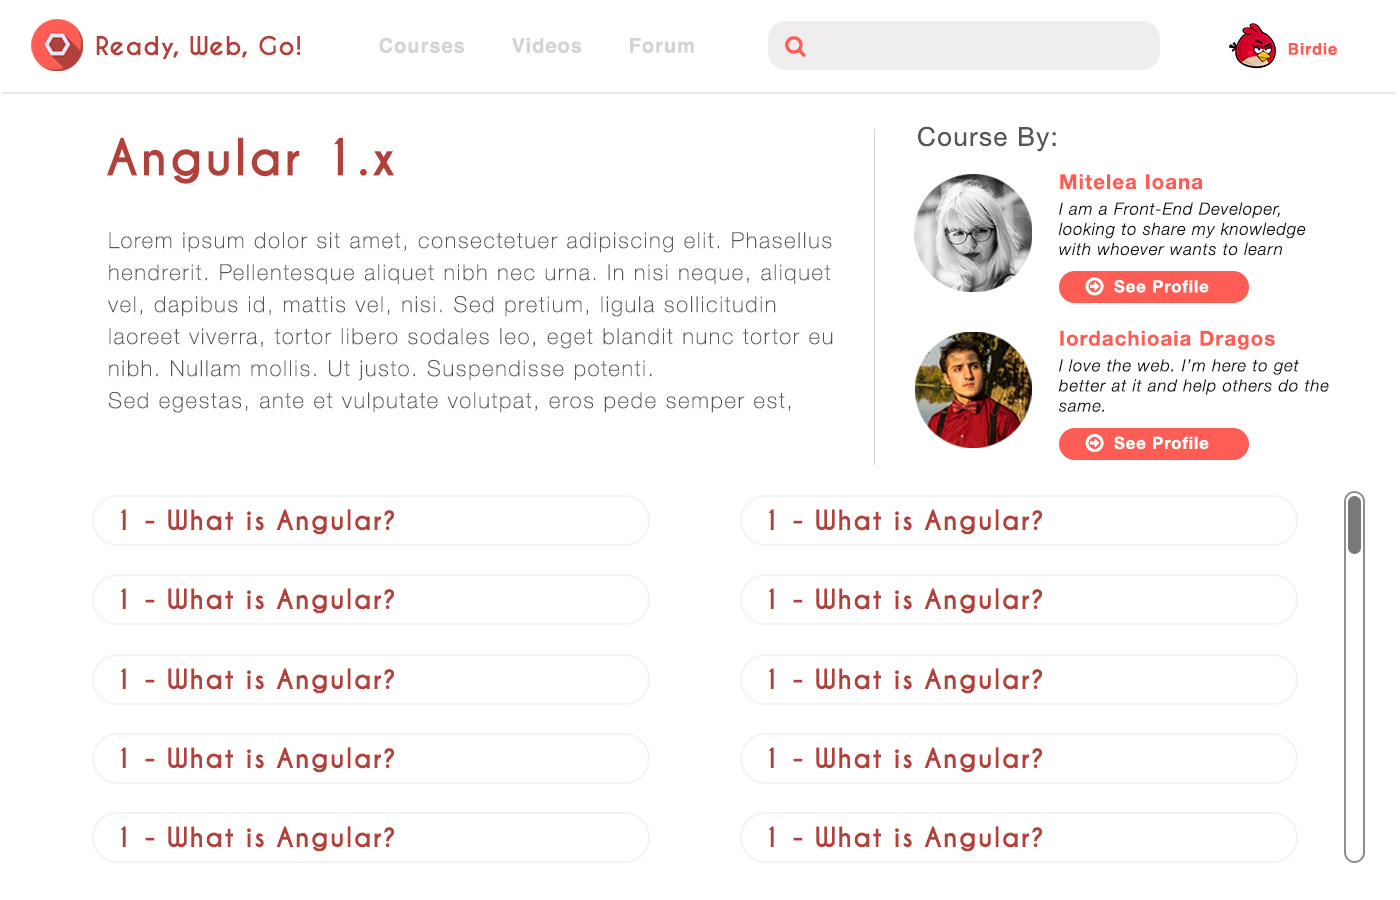 Ready, Web, Go!
Courses
Videos
Forum
Birdie
Angular 1.x
Lorem ipsum dolor sit amet, consectetuer adipiscing elit. Phasellus
hendrerit. Pellentesque aliquet nibh nec urna. In nisi neque, aliquet
vel, dapibus id, mattis vel, nisi. Sed pretium, ligula sollicitudin
laoreet viverra, tortor libero sodales leo, eget blandit nunc tortor eu
nibh. Nullam mollis. Ut justo. Suspendisse potenti.
Sed egestas, ante et vulputate volutpat, eros pede semper est,
Course By:
Mitelea Ioana
I am a Front-End Developer,
looking to share my knowledge
with whoever wants to learn
See Profile
Iordachioaia Dragos
I love the web. I'm here to get
better at it and help others do the
same.
See Profile
1 - What is Angular?
1 - What is Angular?
1 - What is Angular?
1 - What is Angular?
1 - What is Angular?
1 - What is Angular?
1 - What is Angular?
1 - What is Angular?
1 - What is Angular?
1 - What is Angular?